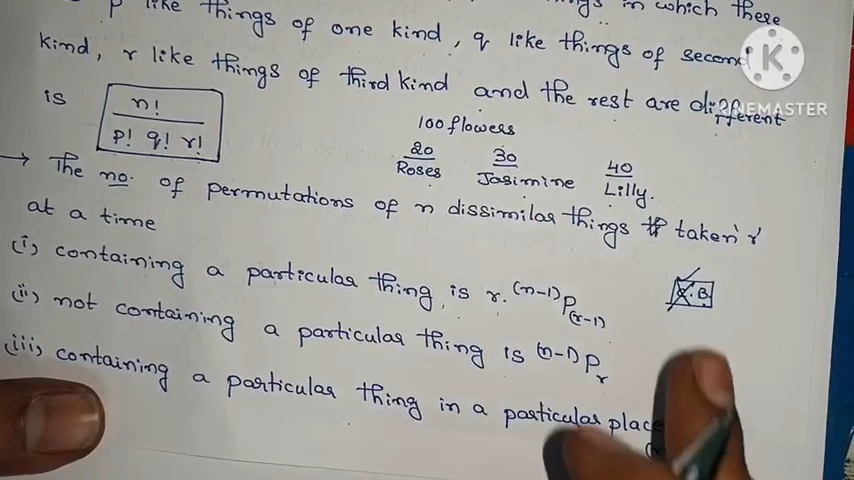 p like things of one kind, q like things of second
kind, r like things of third kind and the rest are different
is n! / p! q! r!
100 flowers
20 Roses
30 Jasimine
40 Lilly.
→ The no. of permutations of n dissimilar things taken 'r'
at a time
(i) containing a particular thing is r. (n-1)P(r-1)
(ii) not containing a particular thing is (n-1)Pr
(iii) containing a particular thing in a particular place
B
K
KINEMASTER